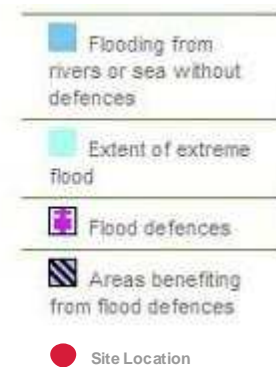 Flooding from
rivers or sea without
defences
Extent of extreme
flood
Flood defences
Areas benefiting
from flood defences
Site Location